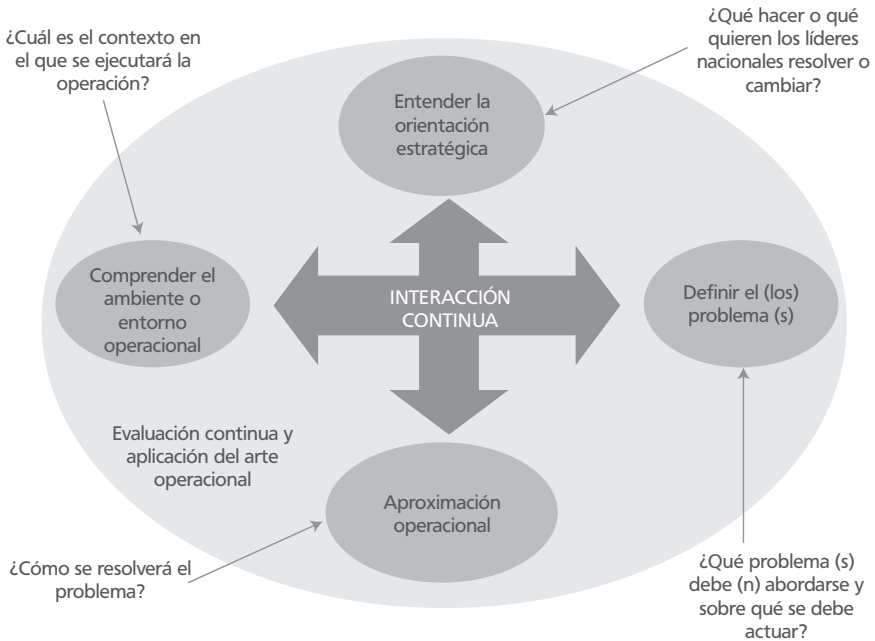 ¿Cuál es el contexto en
el que se ejecutará la
operación?
¿Qué hacer o qué
quieren los líderes
nacionales resolver o
cambiar?
Entender la
orientación
estratégica
Comprender el
ambiente o
entorno
operacional
INTERACCIÓN
CONTINUA
Definir el (los)
problema (s)
Evaluación continua y
aplicación del arte
operacional
Aproximación
operacional
¿Cómo se resolverá el
problema?
¿Qué problema (s)
debe (n) abordarse y
sobre qué se debe
actuar?